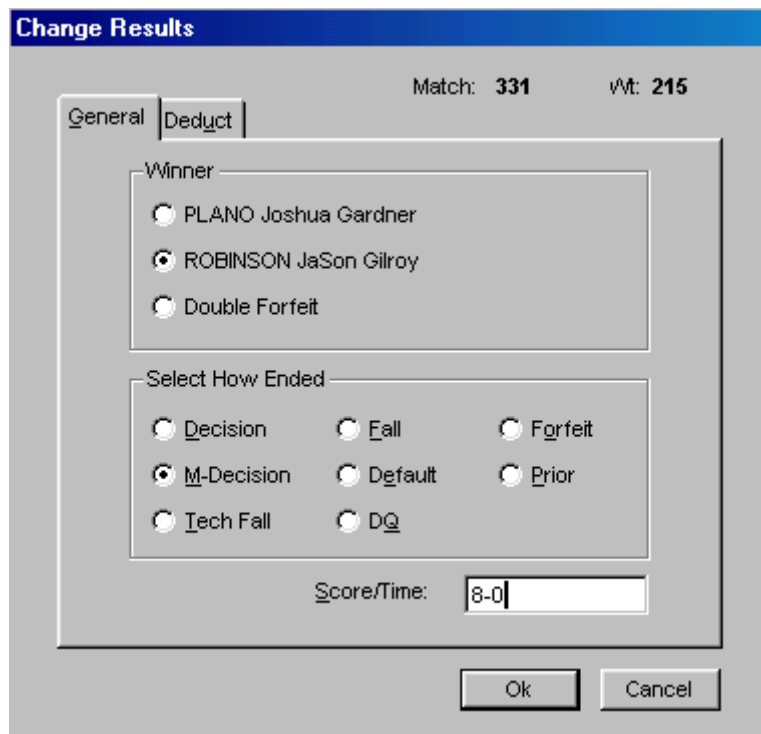 Change Results
Match: 331 Wt: 215
General Deduct
Winner
PLANO Joshua Gardner
ROBINSON JaSon Gilroy
Double Forfeit
Select How Ended
Decision Fall Forfeit
M-Decision Default Prior
Tech Fall DQ
Score/Time: 8-0
Ok Cancel